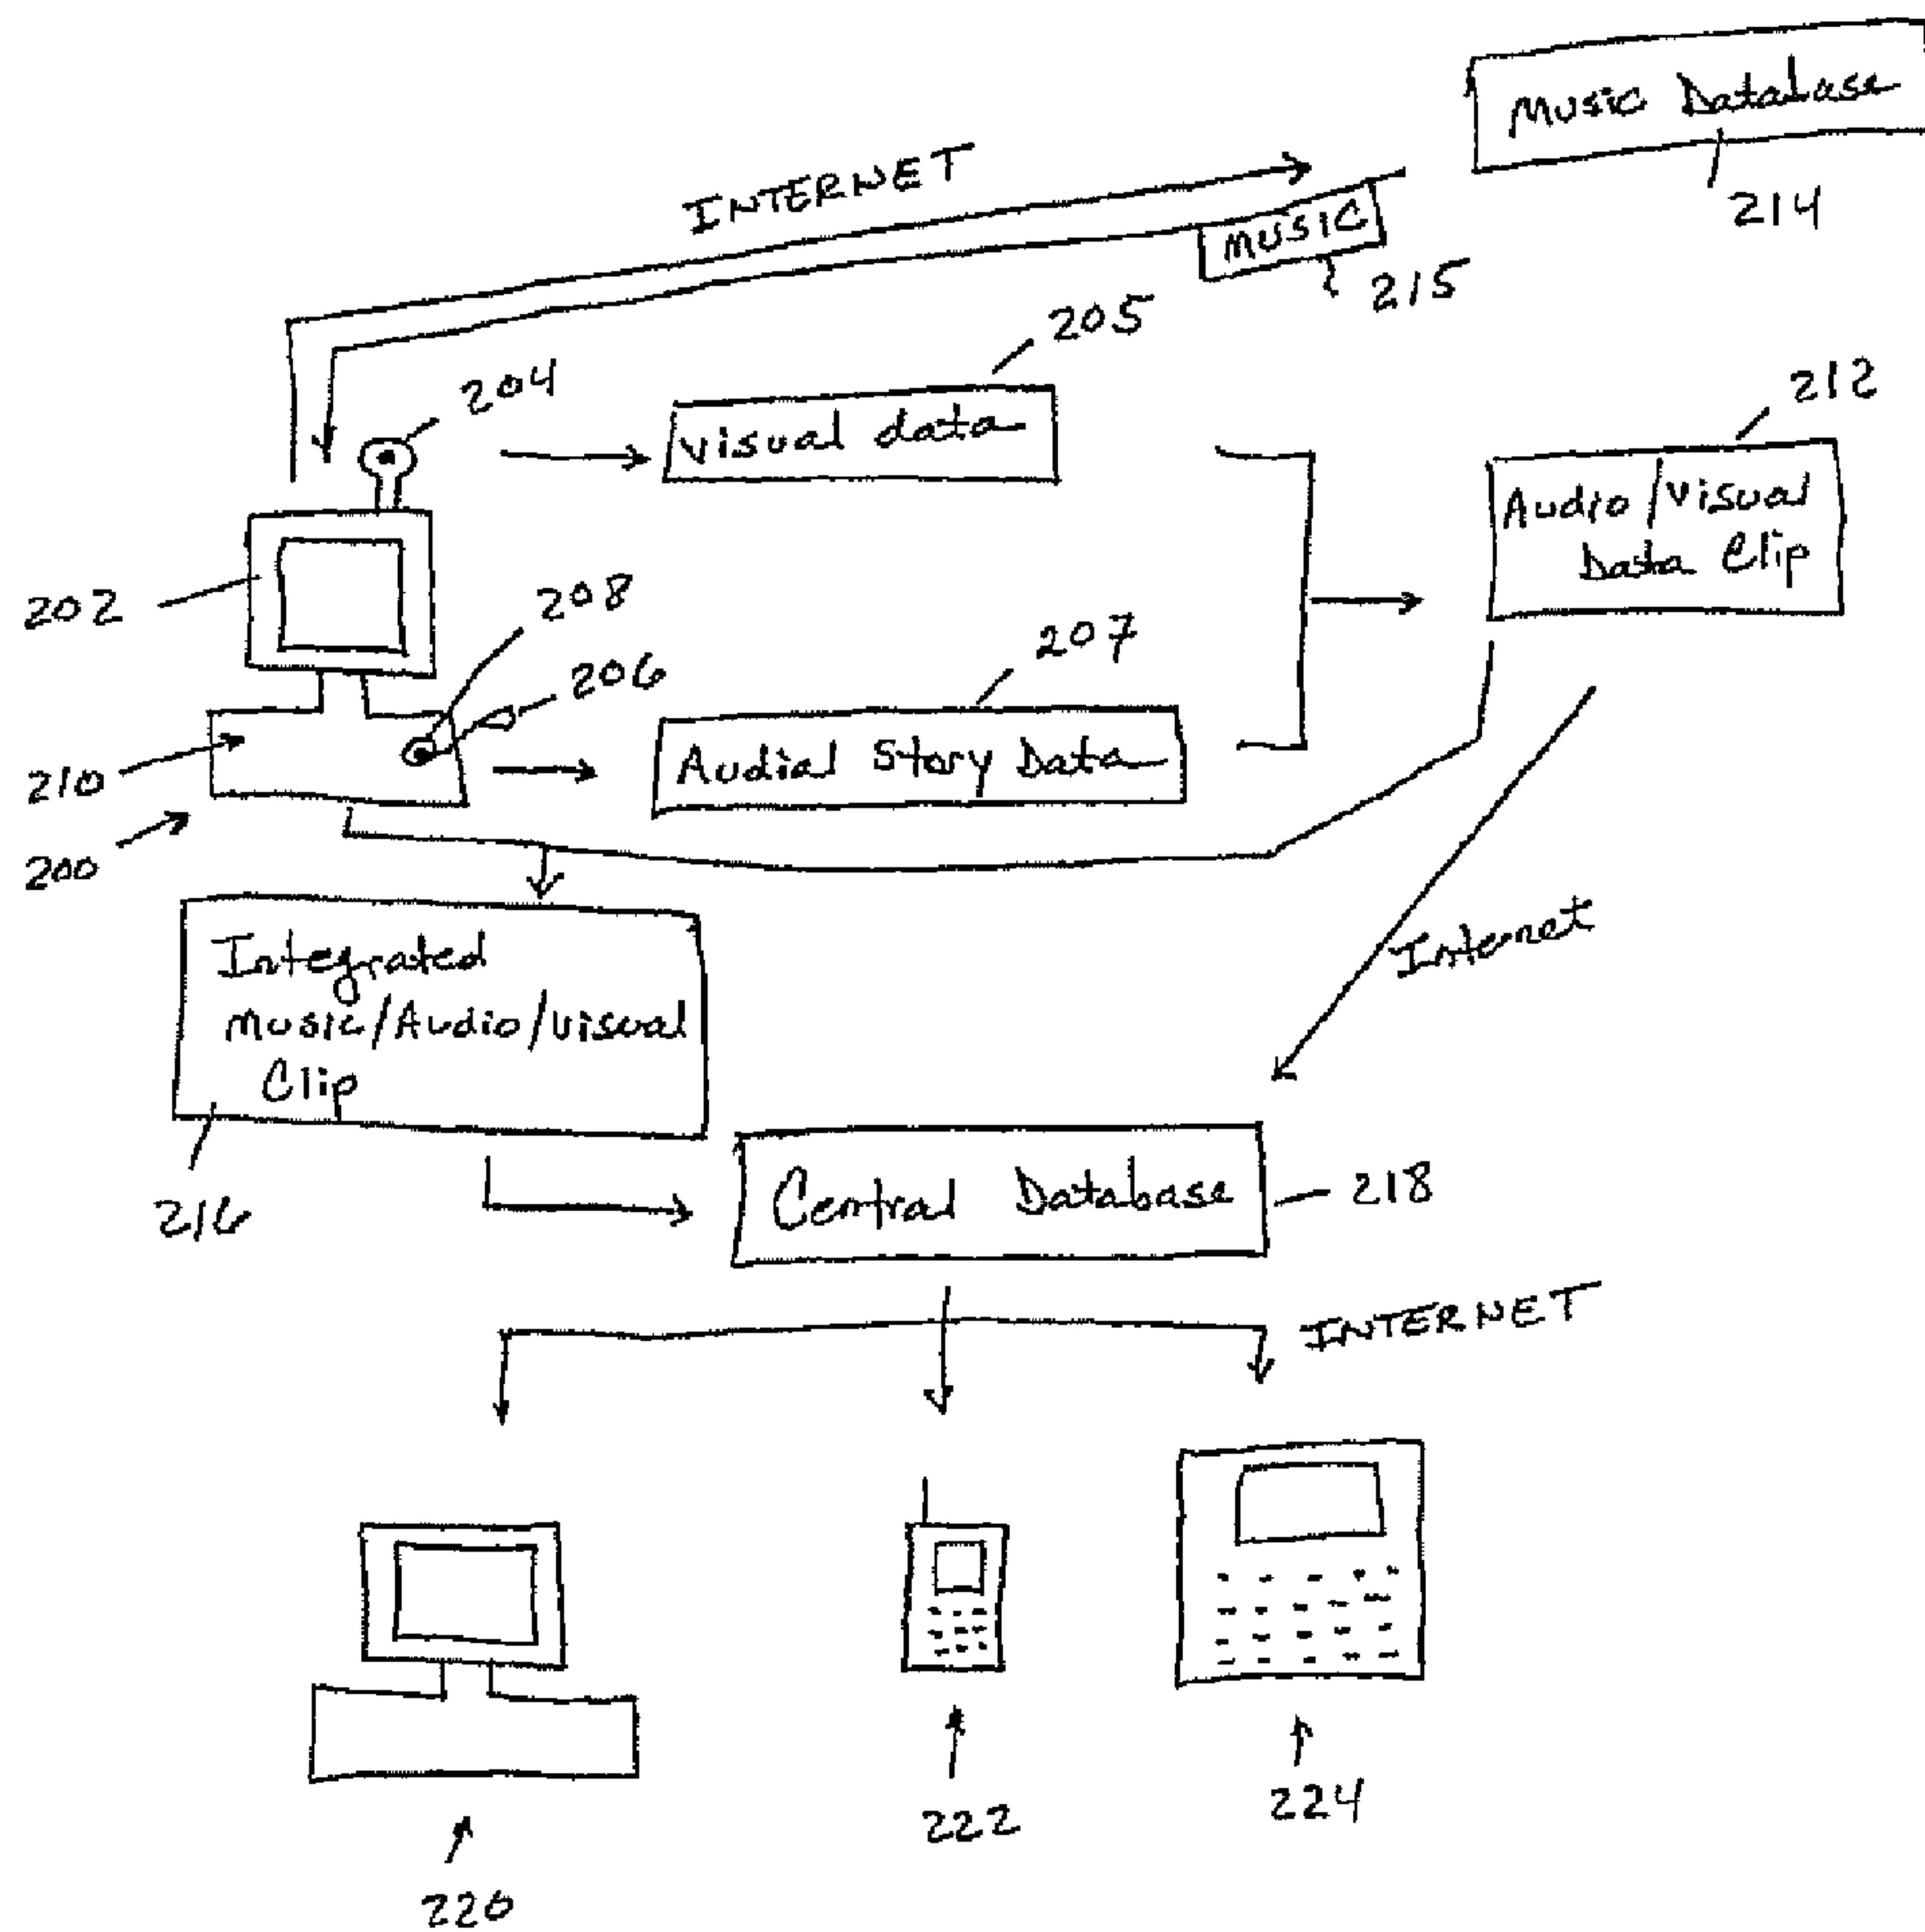 Music Database
214
INTERNET
MUSIC
215
205
204
212
Visual data
Audio/Visual
Data Clip
202
208
207
206
Audial Story Data
210
200
Internet
Integrated
Music/Audio/Visual
Clip
216
Central Database
218
INTERNET
222
224
220